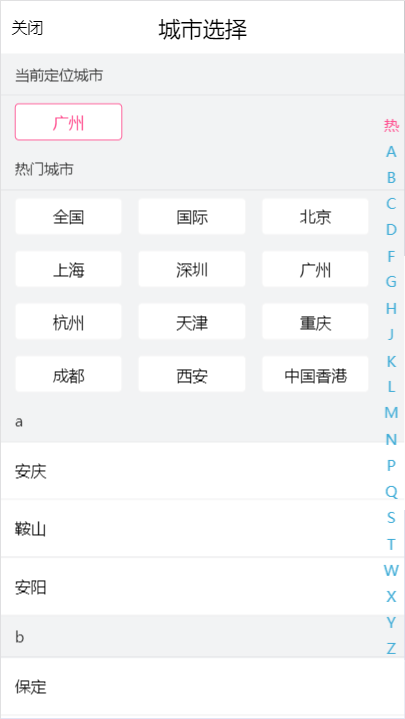 关闭 城市选择
当前定位城市
广州
热门城市
全国 国际 北京
上海 深圳 广州
杭州 天津 重庆
成都 西安 中国香港
a
安庆
鞍山
安阳
b
保定
热
A
B
C
D
F
G
H
J
K
L
M
N
P
Q
S
T
W
X
Y
Z